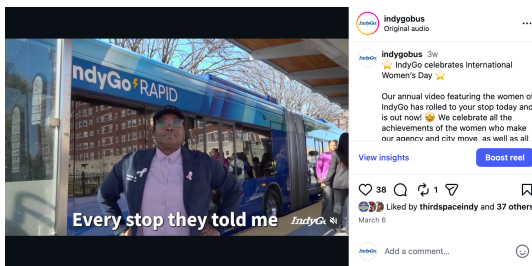 indygobus
Original audio
indygobus 3w
IndyGo celebrates International
Women's Day
Our annual video featuring the women of
IndyGo has rolled to your stop today and
is out now! We celebrate all the
achievements of the women who make
our agency and city move, as well as all
View insights
Boost reel
38
1
Liked by thirdspaceindy and 37 others
March 6
Add a comment...
ndyGo RAPID
Every stop they told me
IndyGo